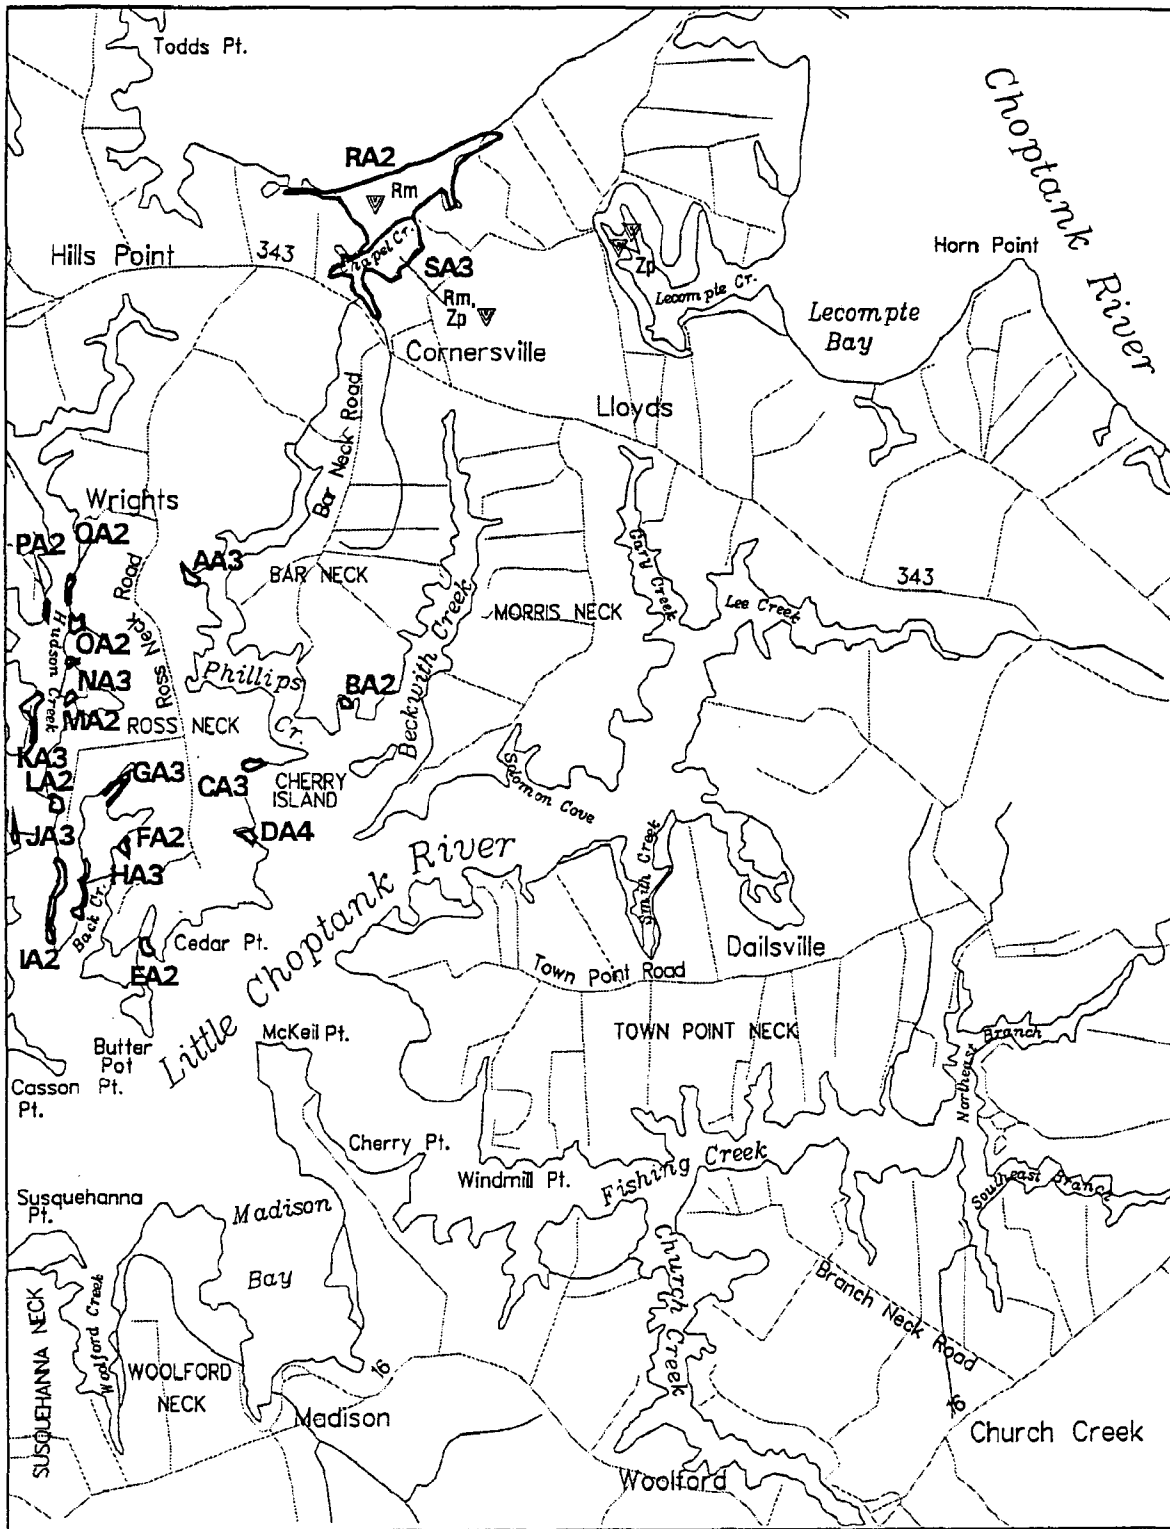 Todds Pt.
Choptank River
RA2
Rm
Hills Point
343
Chapel Cr.
SA3
Rm,
Zp
Zp
Lecompte Cr.
Horn Point
Lecompte
Bay
Cornersville
Lloyds
Bar Neck Road
Wrights
PA2
QA2
AA3
BAR NECK
Hudson Creek
OA2
Ross Neck Road
NA3
MA2
ROSS NECK
KA3
LA2
GA3
Phillips
Cr.
BA2
Beckwith Creek
MORRIS NECK
Gary Creek
Lee Creek
343
CA3
CHERRY
ISLAND
DA4
JA3
FA2
HA3
Back Cr.
IA2
EA2
Cedar Pt.
Solomon Cove
Smith Creek
Little Choptank River
Dailsville
Town Point Road
TOWN POINT NECK
Butter
Pot
Pt.
Casson
Pt.
McKeil Pt.
Cherry Pt.
Windmill Pt.
Fishing Creek
Northeast Branch
Southeast Branch
Susquehanna
Pt.
Madison
Bay
SUSQUEHANNA NECK
Woolford Creek
WOOLFORD
NECK
16
Madison
Church Creek
Branch Neck Road
16
Church Creek
Woolford